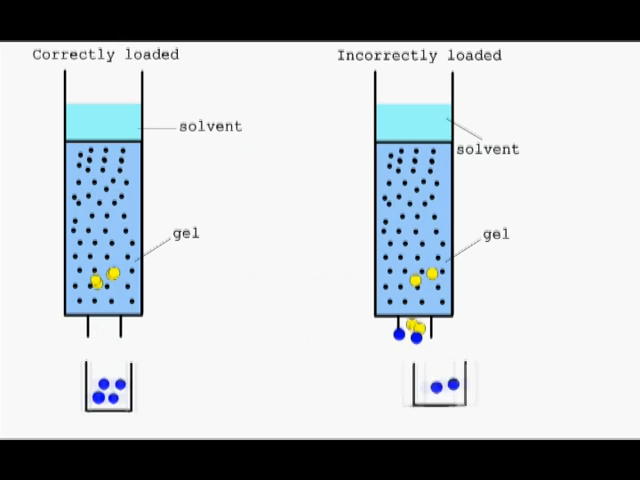 Correctly loaded
Incorrectly loaded
solvent
solvent
gel
gel